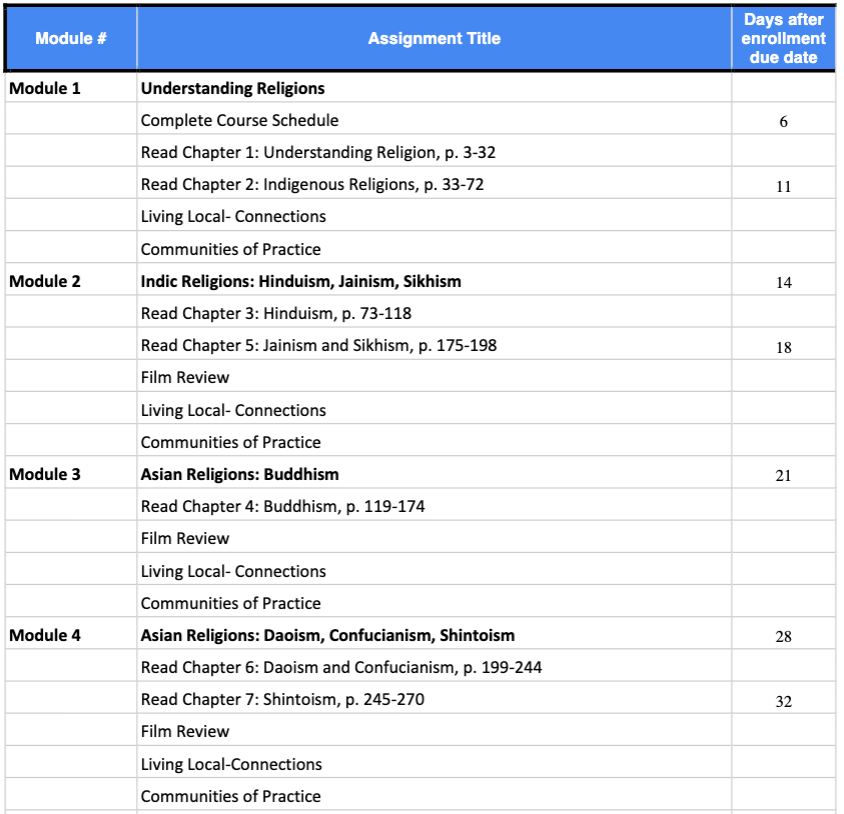 Module # Assignment Title Days after enrollment due date
Module 1 Understanding Religions
Complete Course Schedule 6
Read Chapter 1: Understanding Religion, p. 3-32
Read Chapter 2: Indigenous Religions, p. 33-72 11
Living Local- Connections
Communities of Practice
Module 2 Indic Religions: Hinduism, Jainism, Sikhism 14
Read Chapter 3: Hinduism, p. 73-118
Read Chapter 5: Jainism and Sikhism, p. 175-198 18
Film Review
Living Local- Connections
Communities of Practice
Module 3 Asian Religions: Buddhism 21
Read Chapter 4: Buddhism, p. 119-174
Film Review
Living Local- Connections
Communities of Practice
Module 4 Asian Religions: Daoism, Confucianism, Shintoism 28
Read Chapter 6: Daoism and Confucianism, p. 199-244
Read Chapter 7: Shintoism, p. 245-270 32
Film Review
Living Local-Connections
Communities of Practice